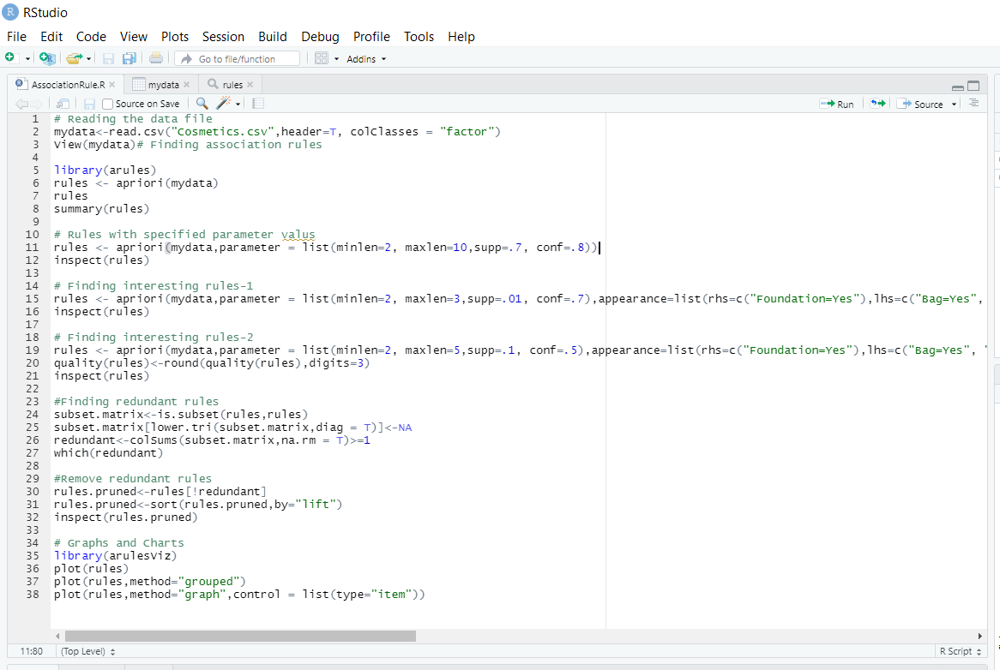 RStudio
File Edit Code View Plots Session Build Debug Profile Tools Help
Go to file/function Addins
AssociationRule.R mydata rules
Source on Save Run Source
1 # Reading the data file
2 mydata<-read.csv("Cosmetics.csv",header=T, colClasses = "factor")
3 View(mydata)# Finding association rules
4
5 library(arules)
6 rules <- apriori(mydata)
7 rules
8 summary(rules)
9
10 # Rules with specified parameter valus
11 rules <- apriori(mydata,parameter = list(minlen=2, maxlen=10,supp=.7, conf=.8))
12 inspect(rules)
13
14 # Finding interesting rules-1
15 rules <- apriori(mydata,parameter = list(minlen=2, maxlen=3,supp=.01, conf=.7),appearance=list(rhs=c("Foundation=Yes"),lhs=c("Bag=Yes",
16 inspect(rules)
17
18 # Finding interesting rules-2
19 rules <- apriori(mydata,parameter = list(minlen=2, maxlen=5,supp=.1, conf=.5),appearance=list(rhs=c("Foundation=Yes"),lhs=c("Bag=Yes", "
20 quality(rules)<-round(quality(rules),digits=3)
21 inspect(rules)
22
23 #Finding redundant rules
24 subset.matrix<-is.subset(rules,rules)
25 subset.matrix[lower.tri(subset.matrix,diag = T)]<-NA
26 redundant<-colSums(subset.matrix,na.rm = T)>=1
27 which(redundant)
28
29 #Remove redundant rules
30 rules.pruned<-rules[!redundant]
31 rules.pruned<-sort(rules.pruned,by="lift")
32 inspect(rules.pruned)
33
34 # Graphs and Charts
35 library(arulesViz)
36 plot(rules)
37 plot(rules,method="grouped")
38 plot(rules,method="graph",control = list(type="item"))
11:80 (Top Level) R Script